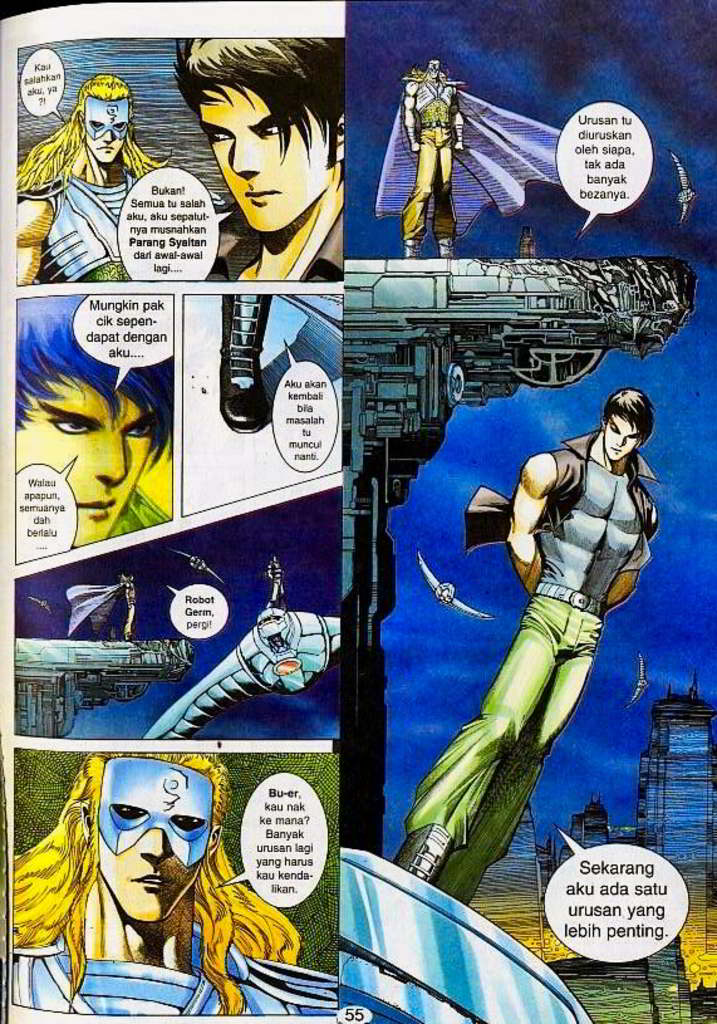 Kau
salahkan
aku, ya
?!
Bukan!
Semua tu salah
aku, aku sepatut-
nya musnahkan
Parang Syaitan
dari awal-awal
lagi....
Mungkin pak
cik sepen-
dapat dengan
aku....
Walau
apapun,
semuanya
dah
berlalu
....
Aku akan
kembali
bila
masalah
tu
muncul
nanti.
Robot
Germ,
pergi!
Bu-er,
kau nak
ke mana?
Banyak
urusan lagi
yang harus
kau kenda-
likan.
Urusan tu
diuruskan
oleh siapa,
tak ada
banyak
bezanya.
Sekarang
aku ada satu
urusan yang
lebih penting.
55